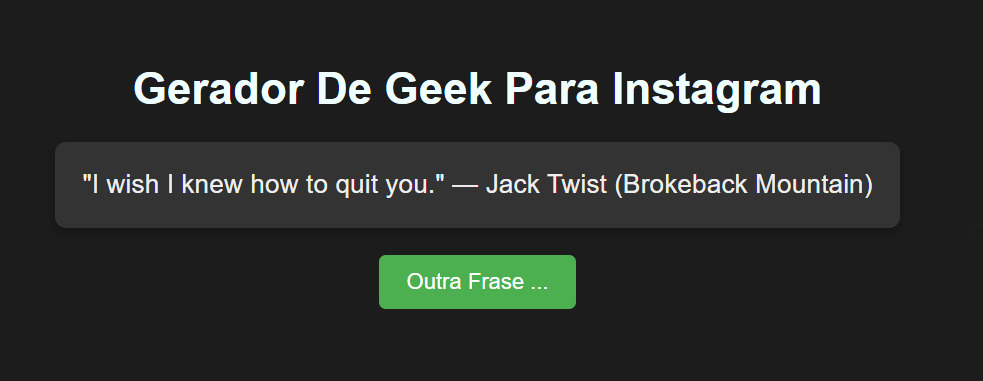 Gerador De Geek Para Instagram
"I wish I knew how to quit you." — Jack Twist (Brokeback Mountain)
Outra Frase ...